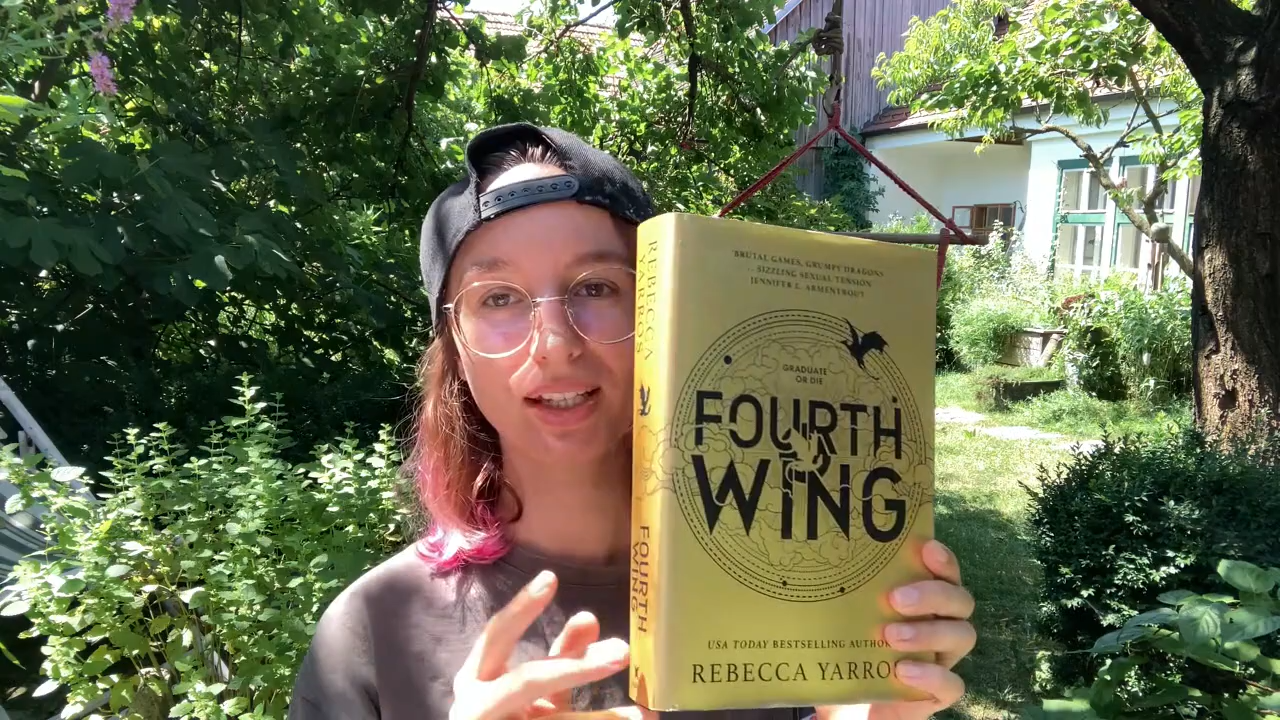 REBECCA
YARROS
FOURTH
WING
'BRUTAL GAMES, GRUMPY DRAGONS
SIZZLING SEXUAL TENSION
JENNIFER L. ARMENTROUT
GRADUATE
OR DIE
FOURTH
WING
USA TODAY BESTSELLING AUTHOR
REBECCA YARRO